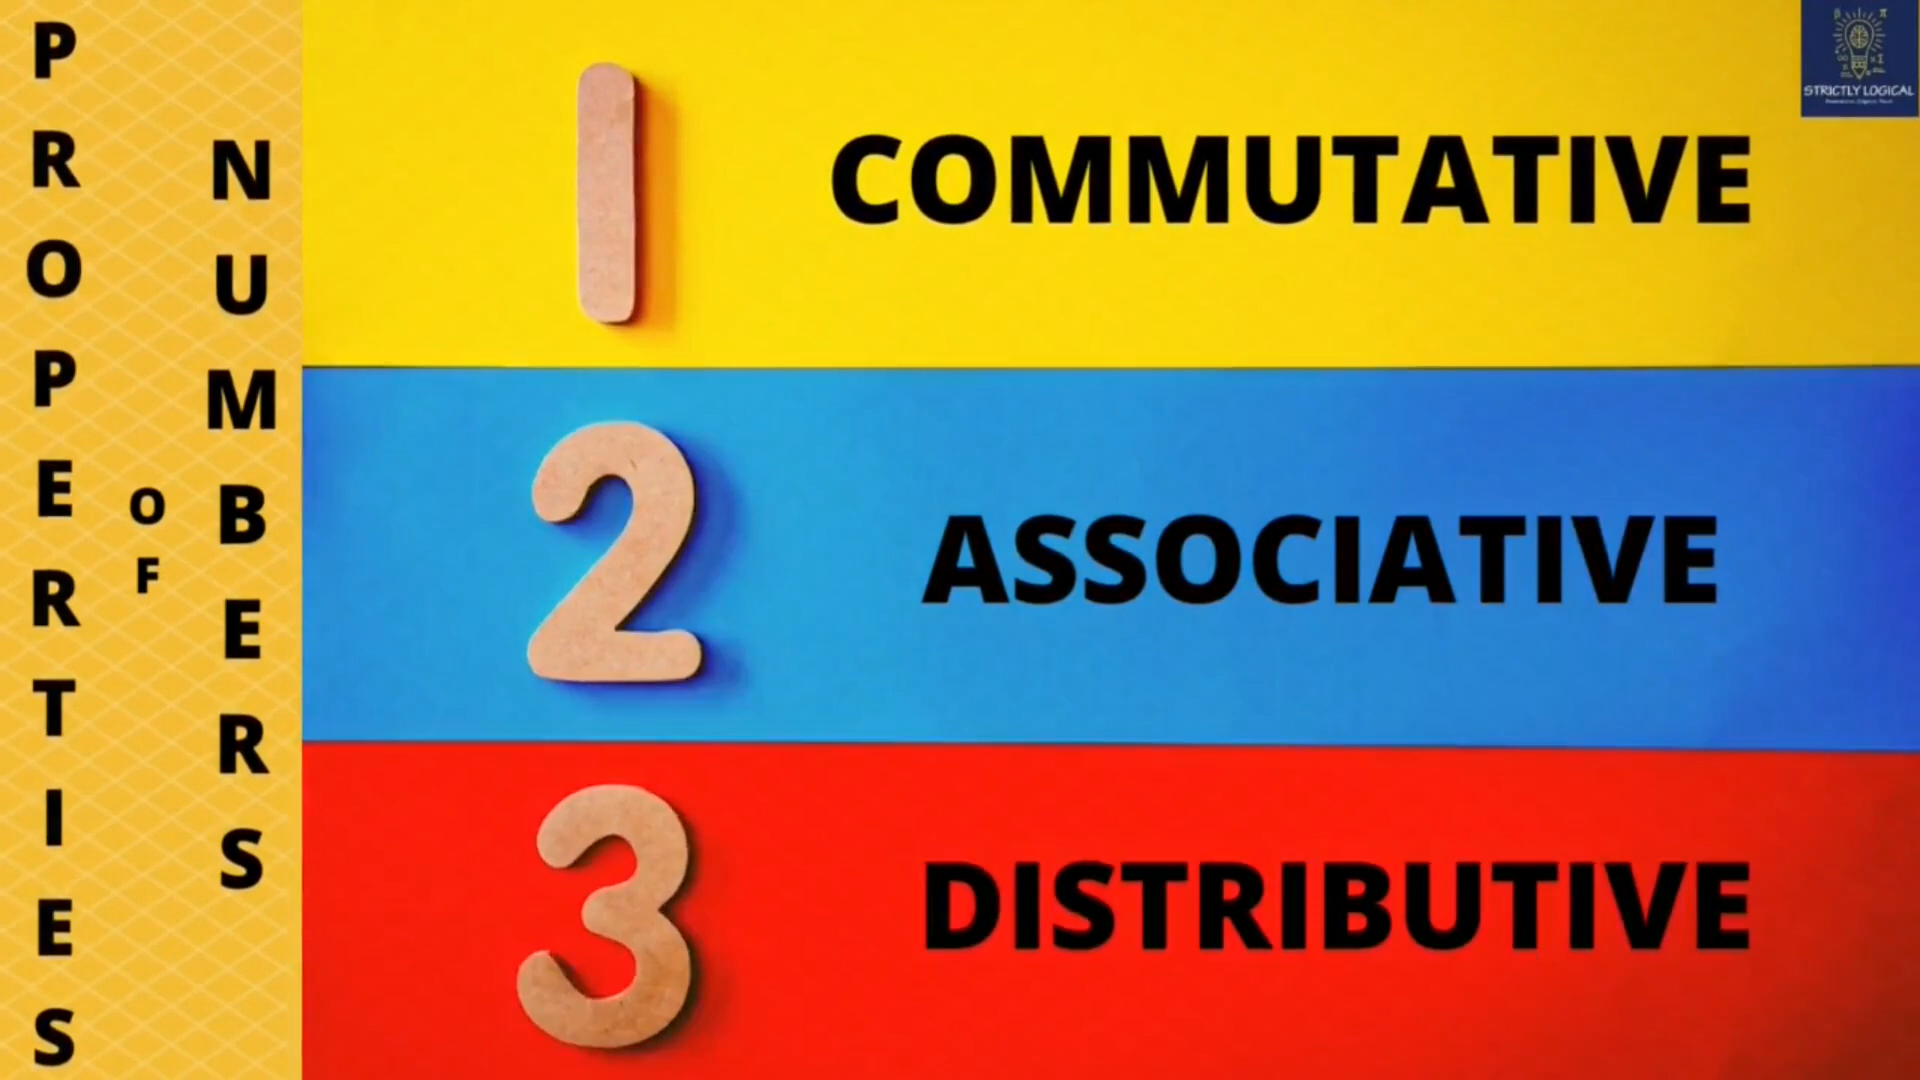 PROPERTIES
OF
NUMBERS
1
COMMUTATIVE
2
ASSOCIATIVE
3
DISTRIBUTIVE
STRICTLY LOGICAL